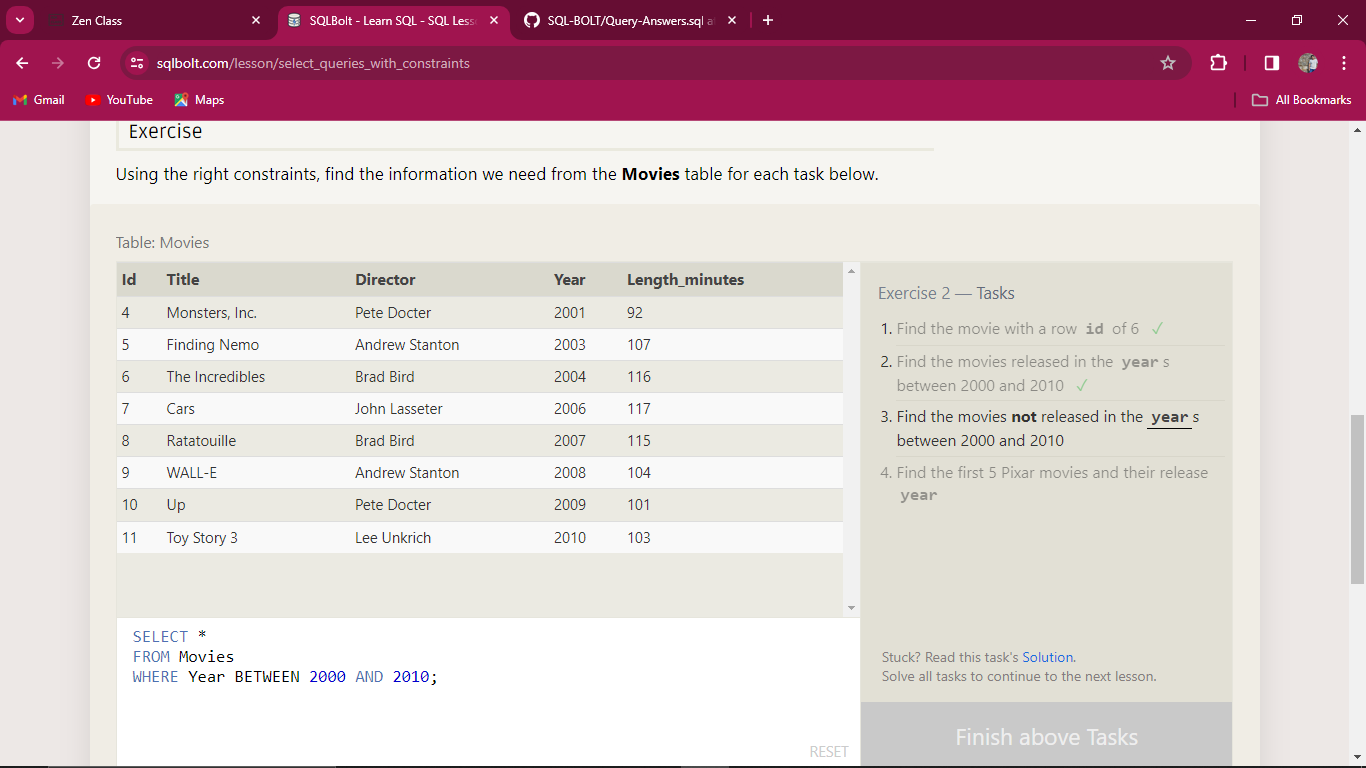 Zen Class
SQLBolt - Learn SQL - SQL Less
SQL-BOLT/Query-Answers.sql a
sqlbolt.com/lesson/select_queries_with_constraints
Gmail
YouTube
Maps
All Bookmarks
Exercise
Using the right constraints, find the information we need from the Movies table for each task below.
Table: Movies
Id Title Director Year Length_minutes
4 Monsters, Inc. Pete Docter 2001 92
5 Finding Nemo Andrew Stanton 2003 107
6 The Incredibles Brad Bird 2004 116
7 Cars John Lasseter 2006 117
8 Ratatouille Brad Bird 2007 115
9 WALL-E Andrew Stanton 2008 104
10 Up Pete Docter 2009 101
11 Toy Story 3 Lee Unkrich 2010 103
SELECT *
FROM Movies
WHERE Year BETWEEN 2000 AND 2010;
RESET
Exercise 2 — Tasks
1. Find the movie with a row id of 6 ✓
2. Find the movies released in the year s
between 2000 and 2010 ✓
3. Find the movies not released in the year s
between 2000 and 2010
4. Find the first 5 Pixar movies and their release
year
Stuck? Read this task's Solution.
Solve all tasks to continue to the next lesson.
Finish above Tasks